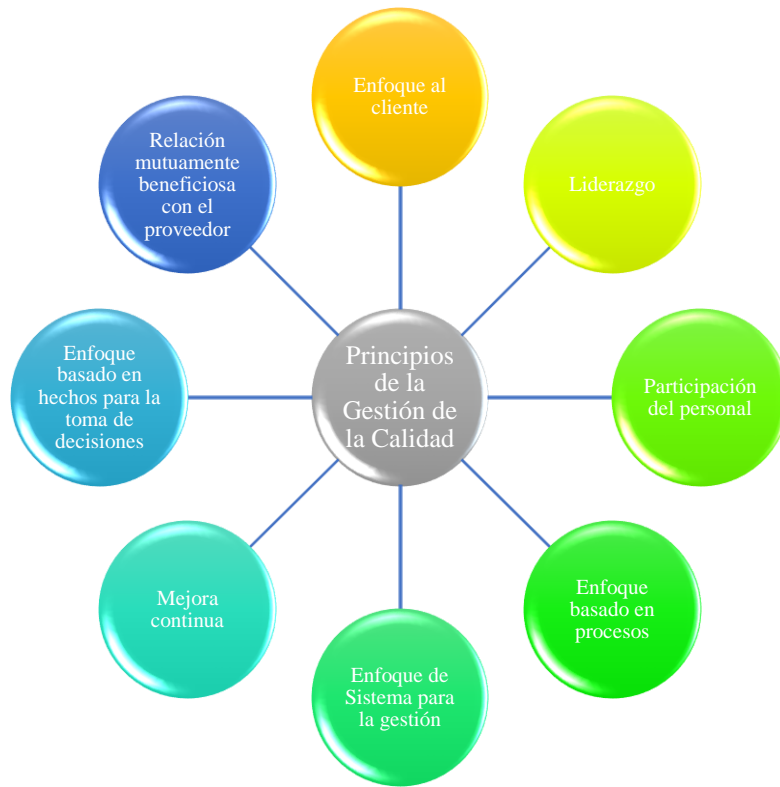 Principios
de la
Gestión de
la Calidad
Enfoque al
cliente
Liderazgo
Participación
del personal
Enfoque
basado en
procesos
Enfoque de
Sistema para
la gestión
Mejora
continua
Enfoque
basado en
hechos para la
toma de
decisiones
Relación
mutuamente
beneficiosa
con el
proveedor